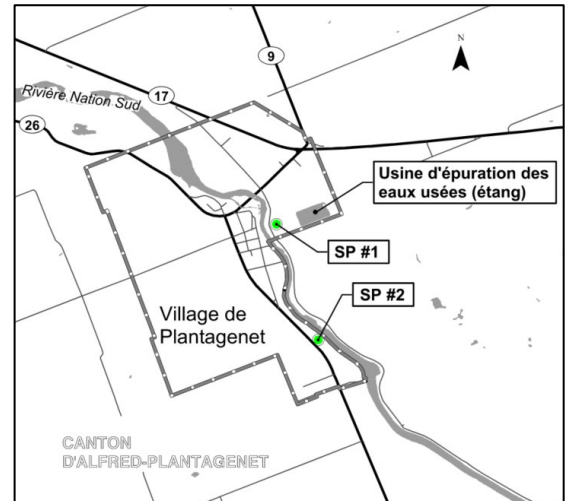 N
9
Rivière Nation Sud
17
26
Usine d'épuration des
eaux usées (étang)
SP #1
SP #2
Village de
Plantagenet
CANTON
D'ALFRED-PLANTAGENET